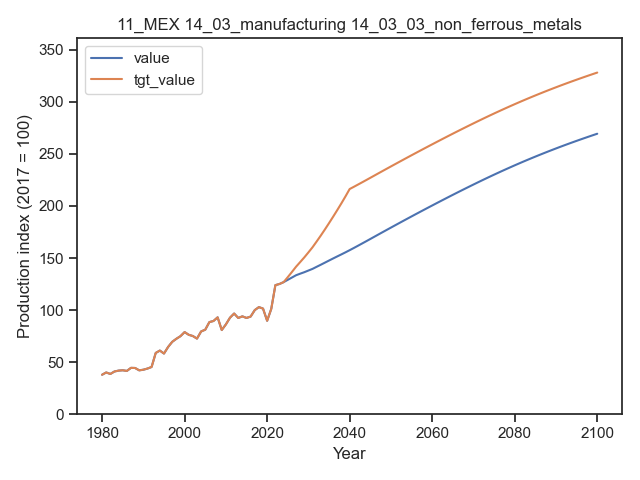 11_MEX 14_03_manufacturing 14_03_03_non_ferrous_metals
value
tgt_value
Production index (2017 = 100)
350
300
250
200
150
100
50
0
1980 2000 2020 2040 2060 2080 2100
Year